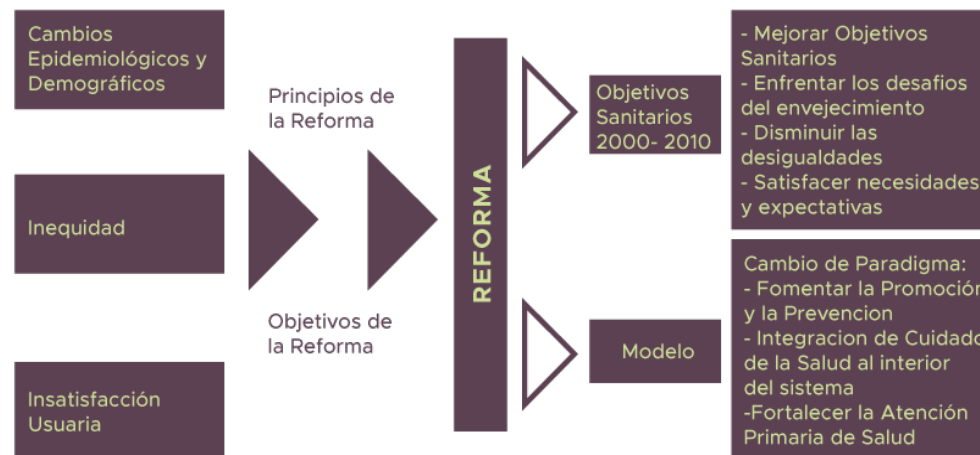 Cambios
Epidemiológicos y
Demográficos
Inequidad
Insatisfacción
Usuaria
Principios de
la Reforma
Objetivos de
la Reforma
REFORMA
Objetivos
Sanitarios
2000- 2010
- Mejorar Objetivos
Sanitarios
- Enfrentar los desafios
del envejecimiento
- Disminuir las
desigualdades
- Satisfacer necesidades
y expectativas
Modelo
Cambio de Paradigma:
- Fomentar la Promoción
y la Prevencion
- Integracion de Cuidado
de la Salud al interior
del sistema
-Fortalecer la Atención
Primaria de Salud